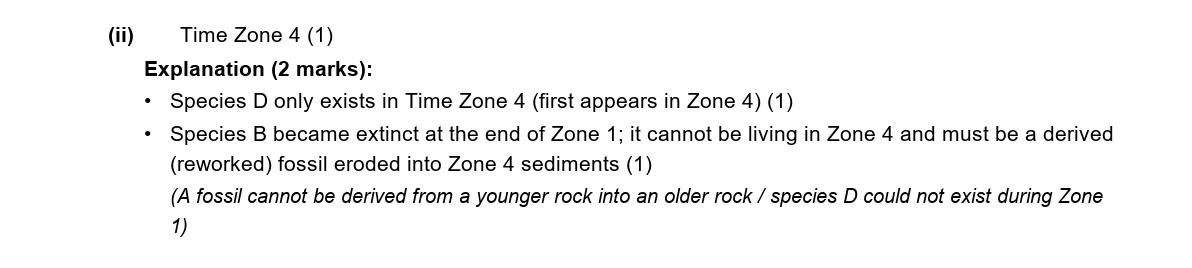 (ii) Time Zone 4 (1)
Explanation (2 marks):
• Species D only exists in Time Zone 4 (first appears in Zone 4) (1)
• Species B became extinct at the end of Zone 1; it cannot be living in Zone 4 and must be a derived
(reworked) fossil eroded into Zone 4 sediments (1)
(A fossil cannot be derived from a younger rock into an older rock / species D could not exist during Zone
1)